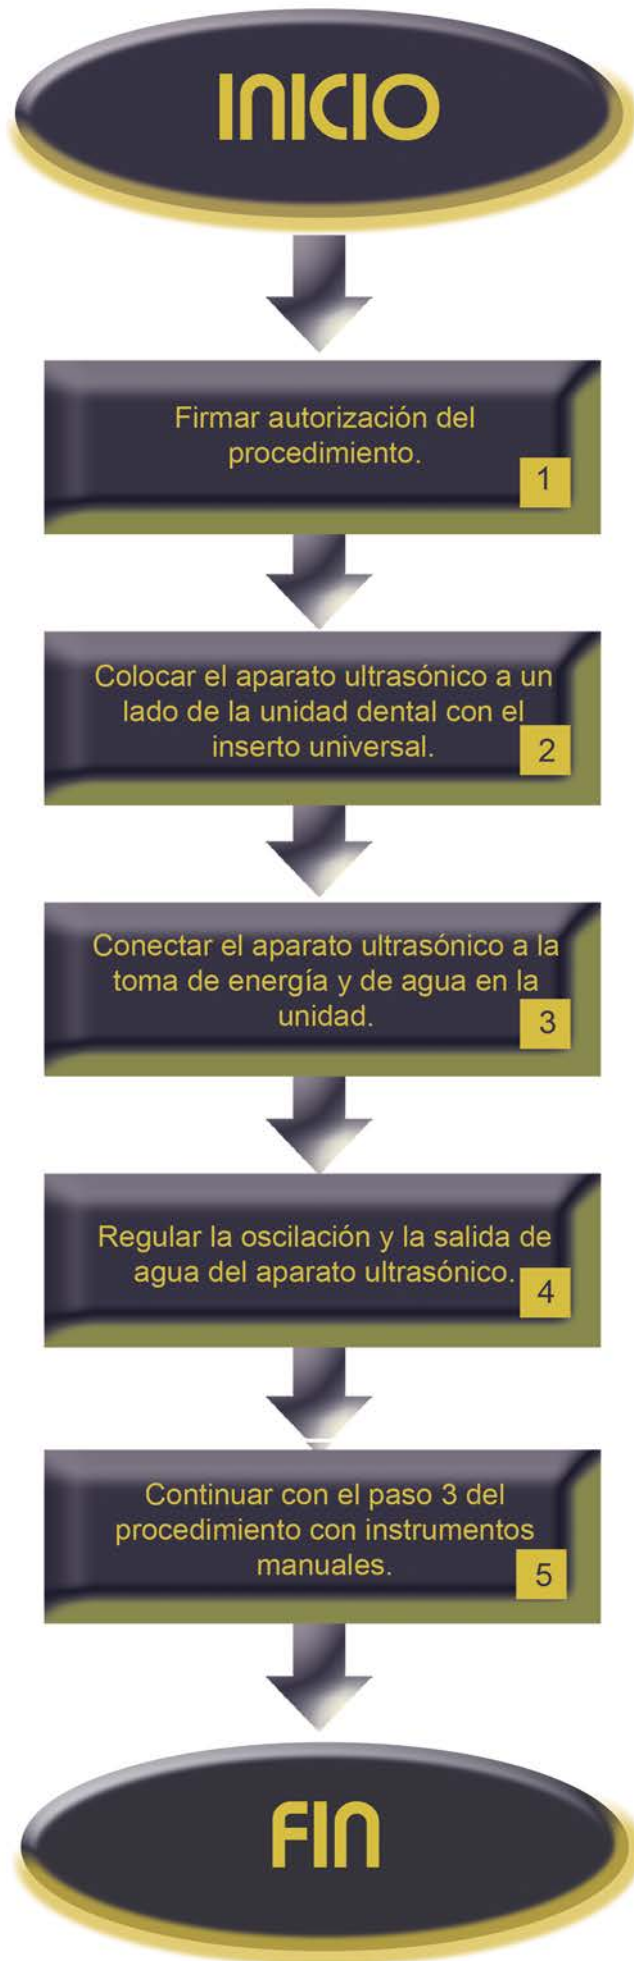 INICIO
Firmar autorización del
procedimiento.
1
Colocar el aparato ultrasónico a un
lado de la unidad dental con el
inserto universal.
2
Conectar el aparato ultrasónico a la
toma de energía y de agua en la
unidad.
3
Regular la oscilación y la salida de
agua del aparato ultrasónico.
4
Continuar con el paso 3 del
procedimiento con instrumentos
manuales.
5
FIN